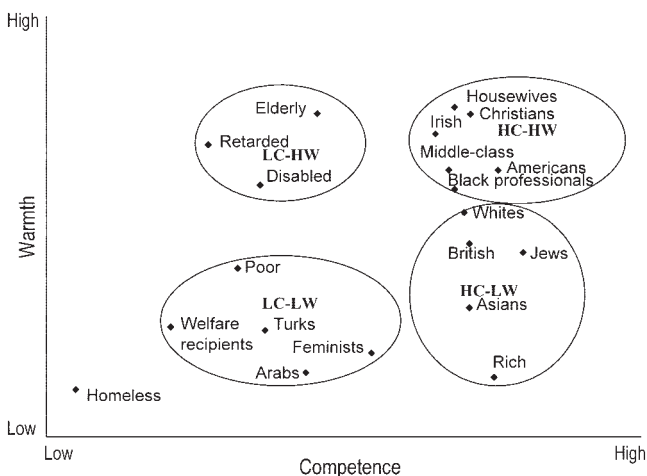 High
Housewives
Elderly
Christians
Irish
HC-HW
Retarded
LC-HW
Middle-class
Disabled
Americans
Black professionals
Whites
Warmth
British
Jews
Poor
HC-LW
LC-LW
Asians
Welfare
recipients
Turks
Feminists
Arabs
Rich
Homeless
Low
Low
High
Competence